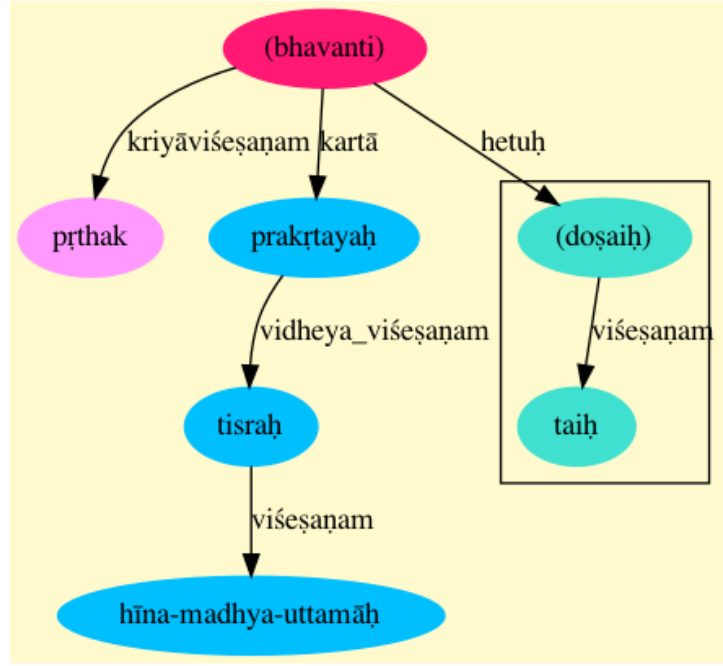 (bhavanti)
kriyāviśeṣaṇam kartā hetuḥ
pṛthak prakṛtayaḥ (doṣaiḥ)
vidheya_viśeṣaṇam viśeṣaṇam
tisraḥ taiḥ
viśeṣaṇam
hīna-madhya-uttamāḥ